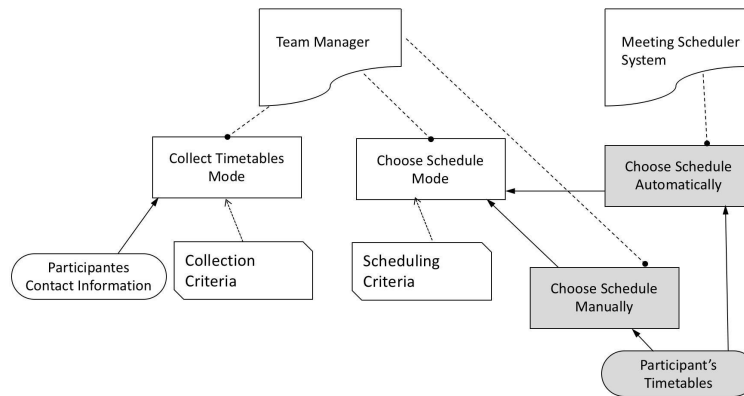 Team Manager
Meeting Scheduler
System
Collect Timetables
Mode
Choose Schedule
Mode
Choose Schedule
Automatically
Participantes
Contact Information
Collection
Criteria
Scheduling
Criteria
Choose Schedule
Manually
Participant's
Timetables